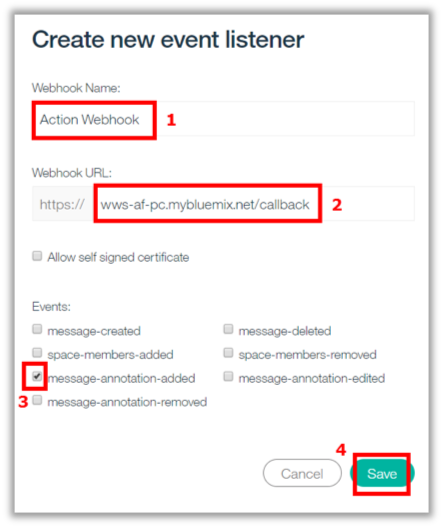 Create new event listener
Webhook Name:
Action Webhook 1
Webhook URL:
https:// wws-af-pc.mybluemix.net/callback 2
Allow self signed certificate
Events:
message-created message-deleted
space-members-added space-members-removed
message-annotation-added message-annotation-edited
3 message-annotation-removed
4
Cancel Save